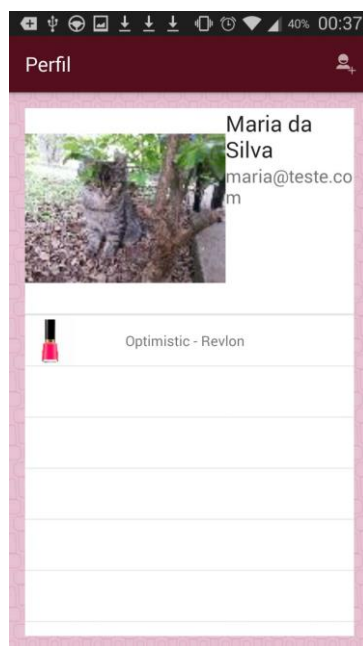 40% 00:37
Perfil
Maria da
Silva
maria@teste.co
m
Optimistic - Revlon